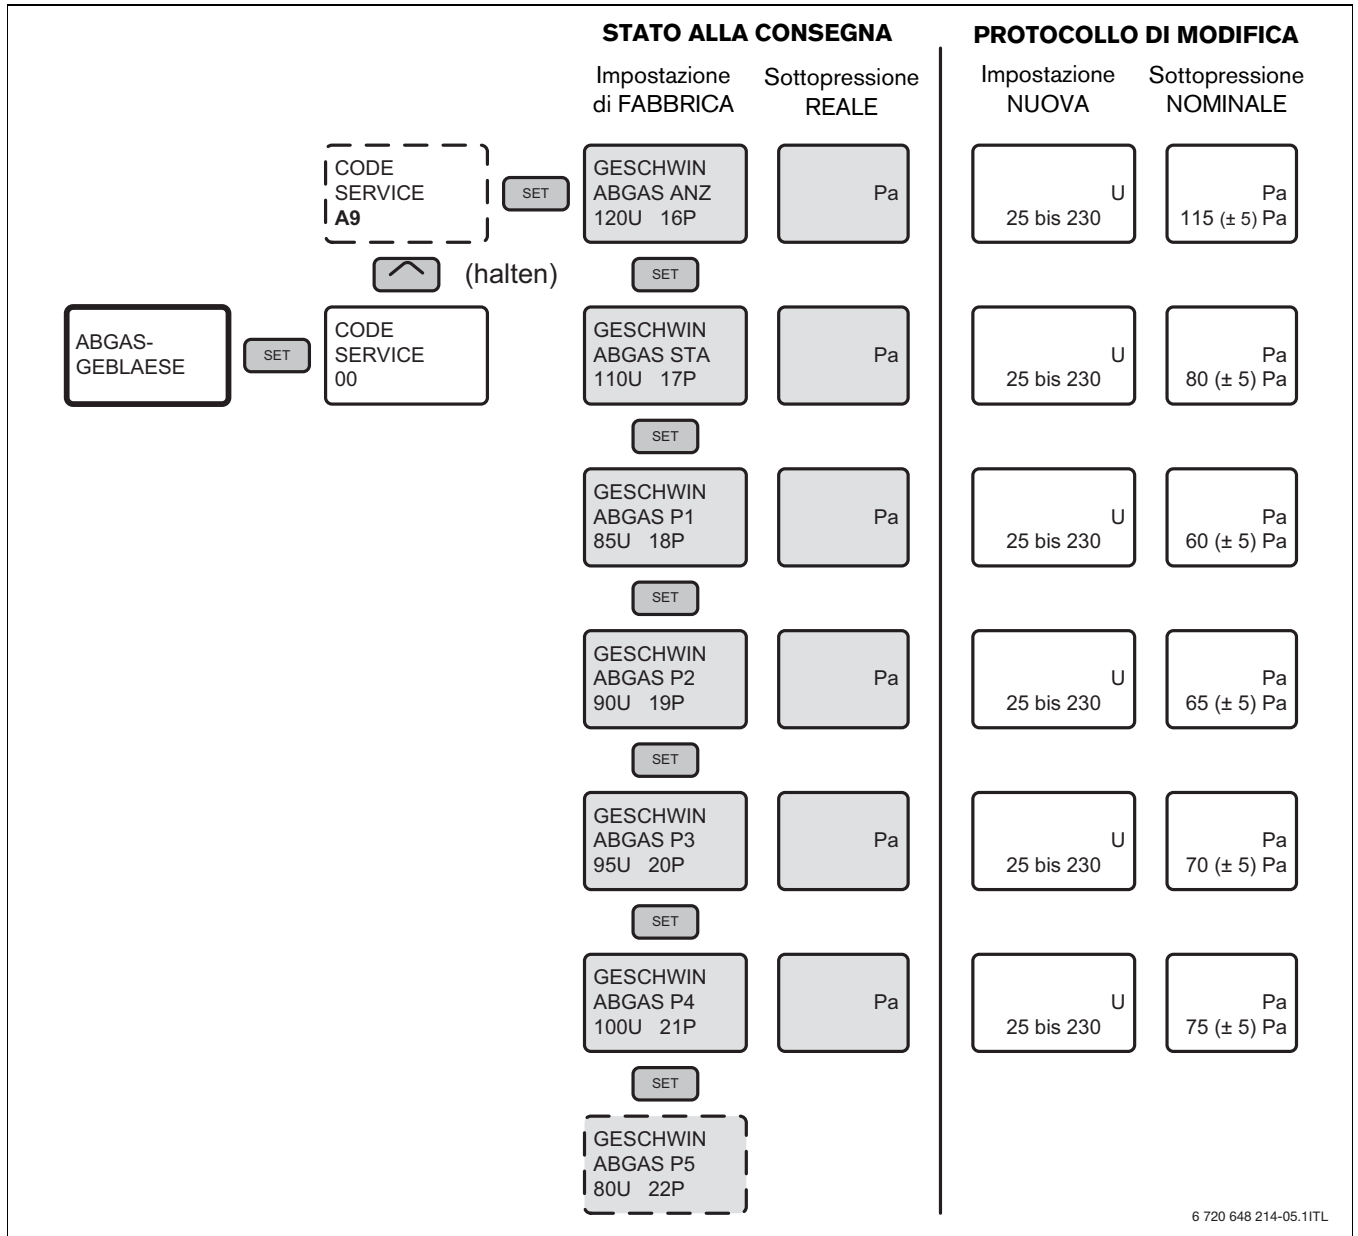 STATO ALLA CONSEGNA
PROTOCOLLO DI MODIFICA
Impostazione
di FABBRICA
Sottopressione
REALE
Impostazione
NUOVA
Sottopressione
NOMINALE
CODE
SERVICE
A9
SET
GESCHWIN
ABGAS ANZ
120U 16P
Pa
U
25 bis 230
Pa
115 (± 5) Pa
(halten)
SET
ABGAS-
GEBLAESE
SET
CODE
SERVICE
00
GESCHWIN
ABGAS STA
110U 17P
Pa
U
25 bis 230
Pa
80 (± 5) Pa
SET
GESCHWIN
ABGAS P1
85U 18P
Pa
U
25 bis 230
Pa
60 (± 5) Pa
SET
GESCHWIN
ABGAS P2
90U 19P
Pa
U
25 bis 230
Pa
65 (± 5) Pa
SET
GESCHWIN
ABGAS P3
95U 20P
Pa
U
25 bis 230
Pa
70 (± 5) Pa
SET
GESCHWIN
ABGAS P4
100U 21P
Pa
U
25 bis 230
Pa
75 (± 5) Pa
SET
GESCHWIN
ABGAS P5
80U 22P
6 720 648 214-05.1ITL